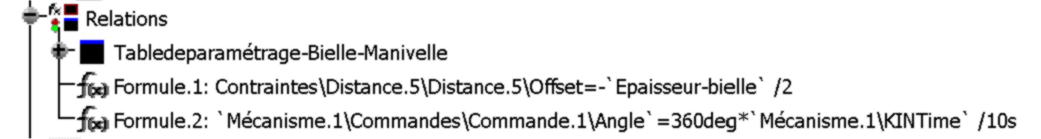 Relations
Tabledeparamétrage-Bielle-Manivelle
Formule.1: Contraintes\Distance.5\Distance.5\Offset=-`Epaisseur-bielle` /2
Formule.2: `Mécanisme.1\Commandes\Commande.1\Angle`=360deg*`Mécanisme.1\KINTime` /10s